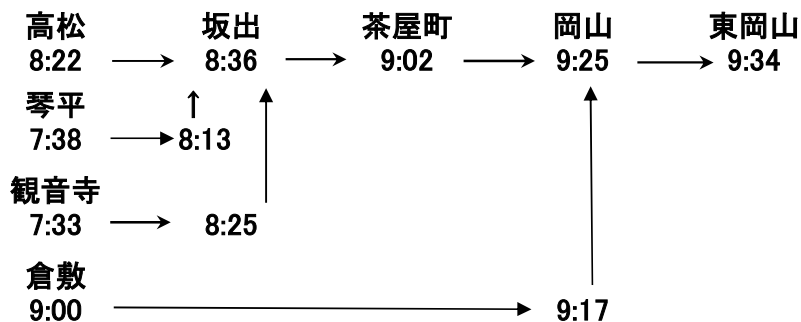 高松 坂出 茶屋町 岡山 東岡山
8:22 → 8:36 → 9:02 → 9:25 → 9:34
琴平 ↑
7:38 → 8:13
観音寺
7:33 → 8:25
倉敷
9:00 → 9:17